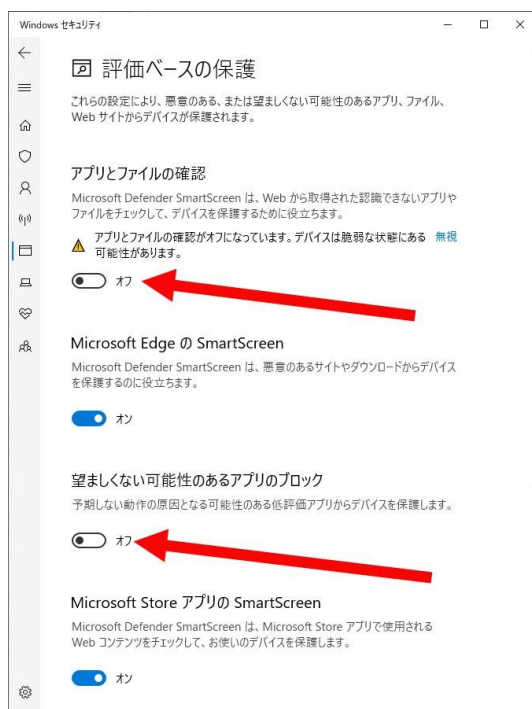 Windows セキュリティ
評価ベースの保護
これらの設定により、悪意のある、または望ましくない可能性のあるアプリ、ファイル、
Web サイトからデバイスが保護されます。
アプリとファイルの確認
Microsoft Defender SmartScreen は、Web から取得された認識できないアプリや
ファイルをチェックして、デバイスを保護するために役立ちます。
アプリとファイルの確認がオフになっています。デバイスは脆弱な状態にある 無視
可能性があります。
オフ
Microsoft Edge の SmartScreen
Microsoft Defender SmartScreen は、悪意のあるサイトやダウンロードからデバイス
を保護するのに役立ちます。
オン
望ましくない可能性のあるアプリのブロック
予期しない動作の原因となる可能性のある低評価アプリからデバイスを保護します。
オフ
Microsoft Store アプリの SmartScreen
Microsoft Defender SmartScreen は、Microsoft Store アプリで使用される
Web コンテンツをチェックして、お使いのデバイスを保護します。
オン